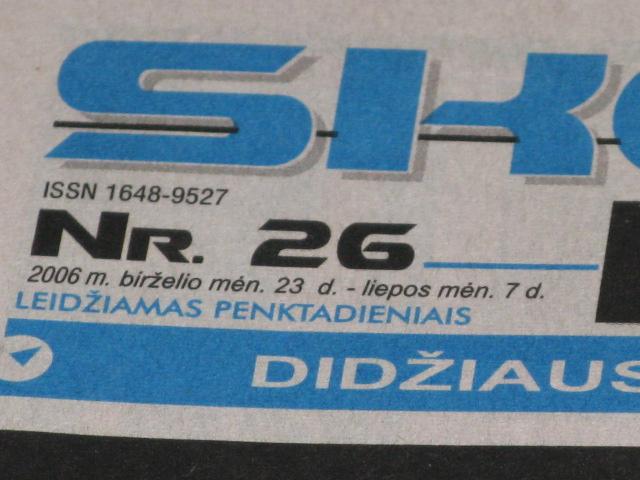 ISSN 1648-9527
NR. 26
2006 m. birželio mėn. 23 d. - liepos mėn. 7 d.
LEIDŽIAMAS PENKTADIENIAIS